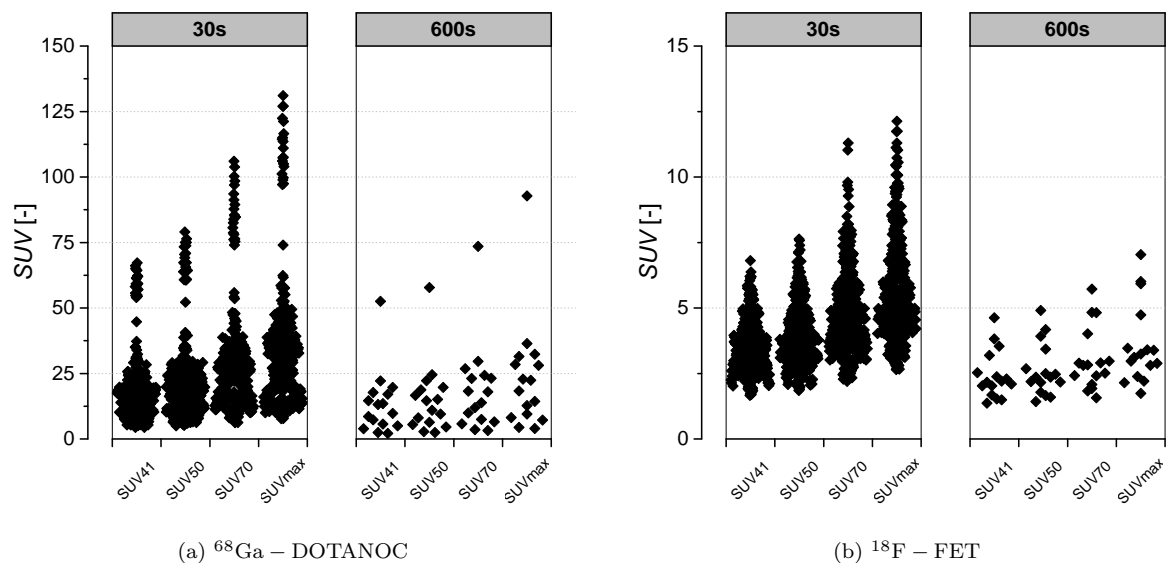 30s
600s
150
125
100
75
50
25
0
SUV [-]
SUV41
SUV50
SUV70
SUVmax
SUV41
SUV50
SUV70
SUVmax
(a) ⁶⁸Ga – DOTANOC
30s
600s
15
10
5
0
SUV [-]
SUV41
SUV50
SUV70
SUVmax
SUV41
SUV50
SUV70
SUVmax
(b) ¹⁸F – FET